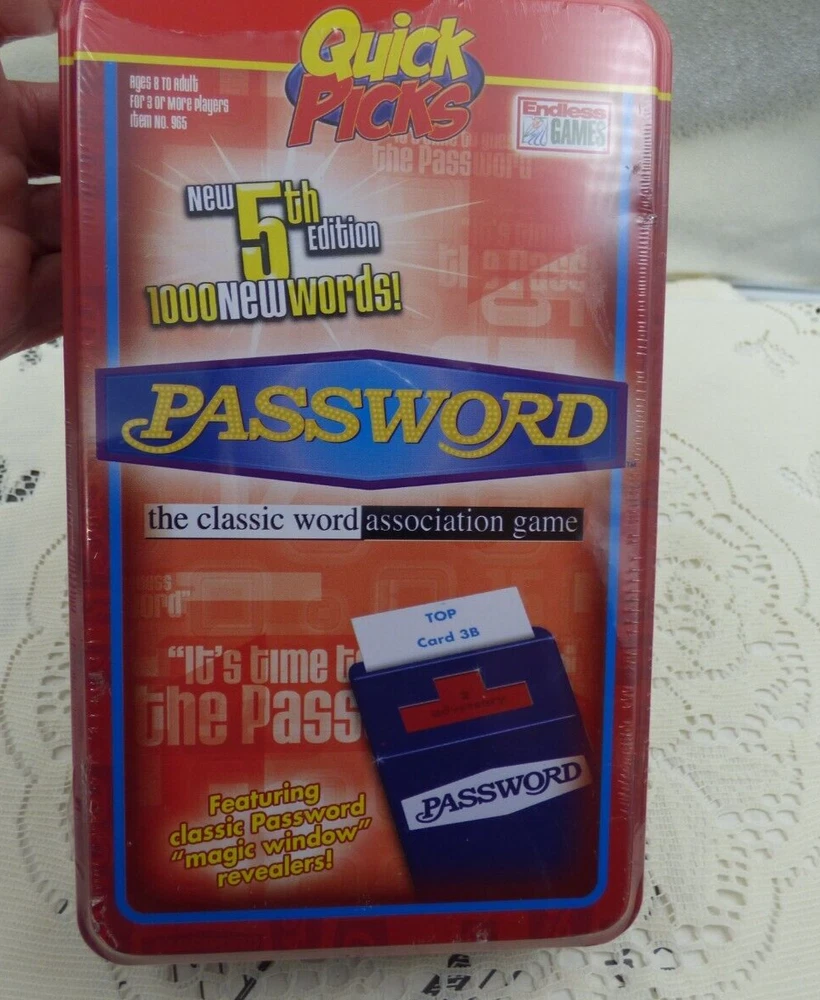 Quick
Picks
Ages 8 to Adult
For 3 or More Players
Item No. 965
Endless
GAMES
the Password
New 5th Edition
1000 New words!
PASSWORD
the classic word association game
TOP
Card 3B
"It's time t
the Pass
PASSWORD
Featuring
classic Password
"magic window"
revealers!